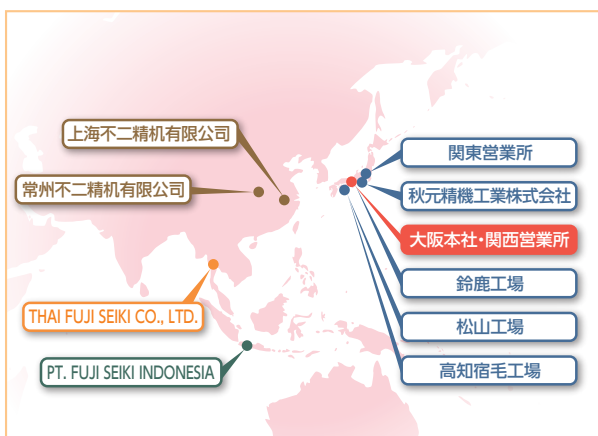 上海不二精机有限公司
常州不二精机有限公司
THAI FUJI SEIKI CO., LTD.
PT. FUJI SEIKI INDONESIA
関東営業所
秋元精機工業株式会社
大阪本社・関西営業所
鈴鹿工場
松山工場
高知宿毛工場